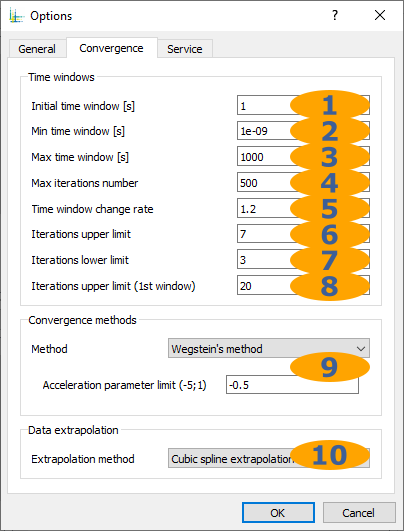 Options
General Convergence Service
Time windows
Initial time window [s] 1 1
Min time window [s] 1e-09 2
Max time window [s] 1000 3
Max iterations number 500 4
Time window change rate 1.2 5
Iterations upper limit 7 6
Iterations lower limit 3 7
Iterations upper limit (1st window) 20 8
Convergence methods
Method Wegstein's method
9
Acceleration parameter limit (-5;1) -0.5
Data extrapolation
Extrapolation method Cubic spline extrapolation 10
OK Cancel